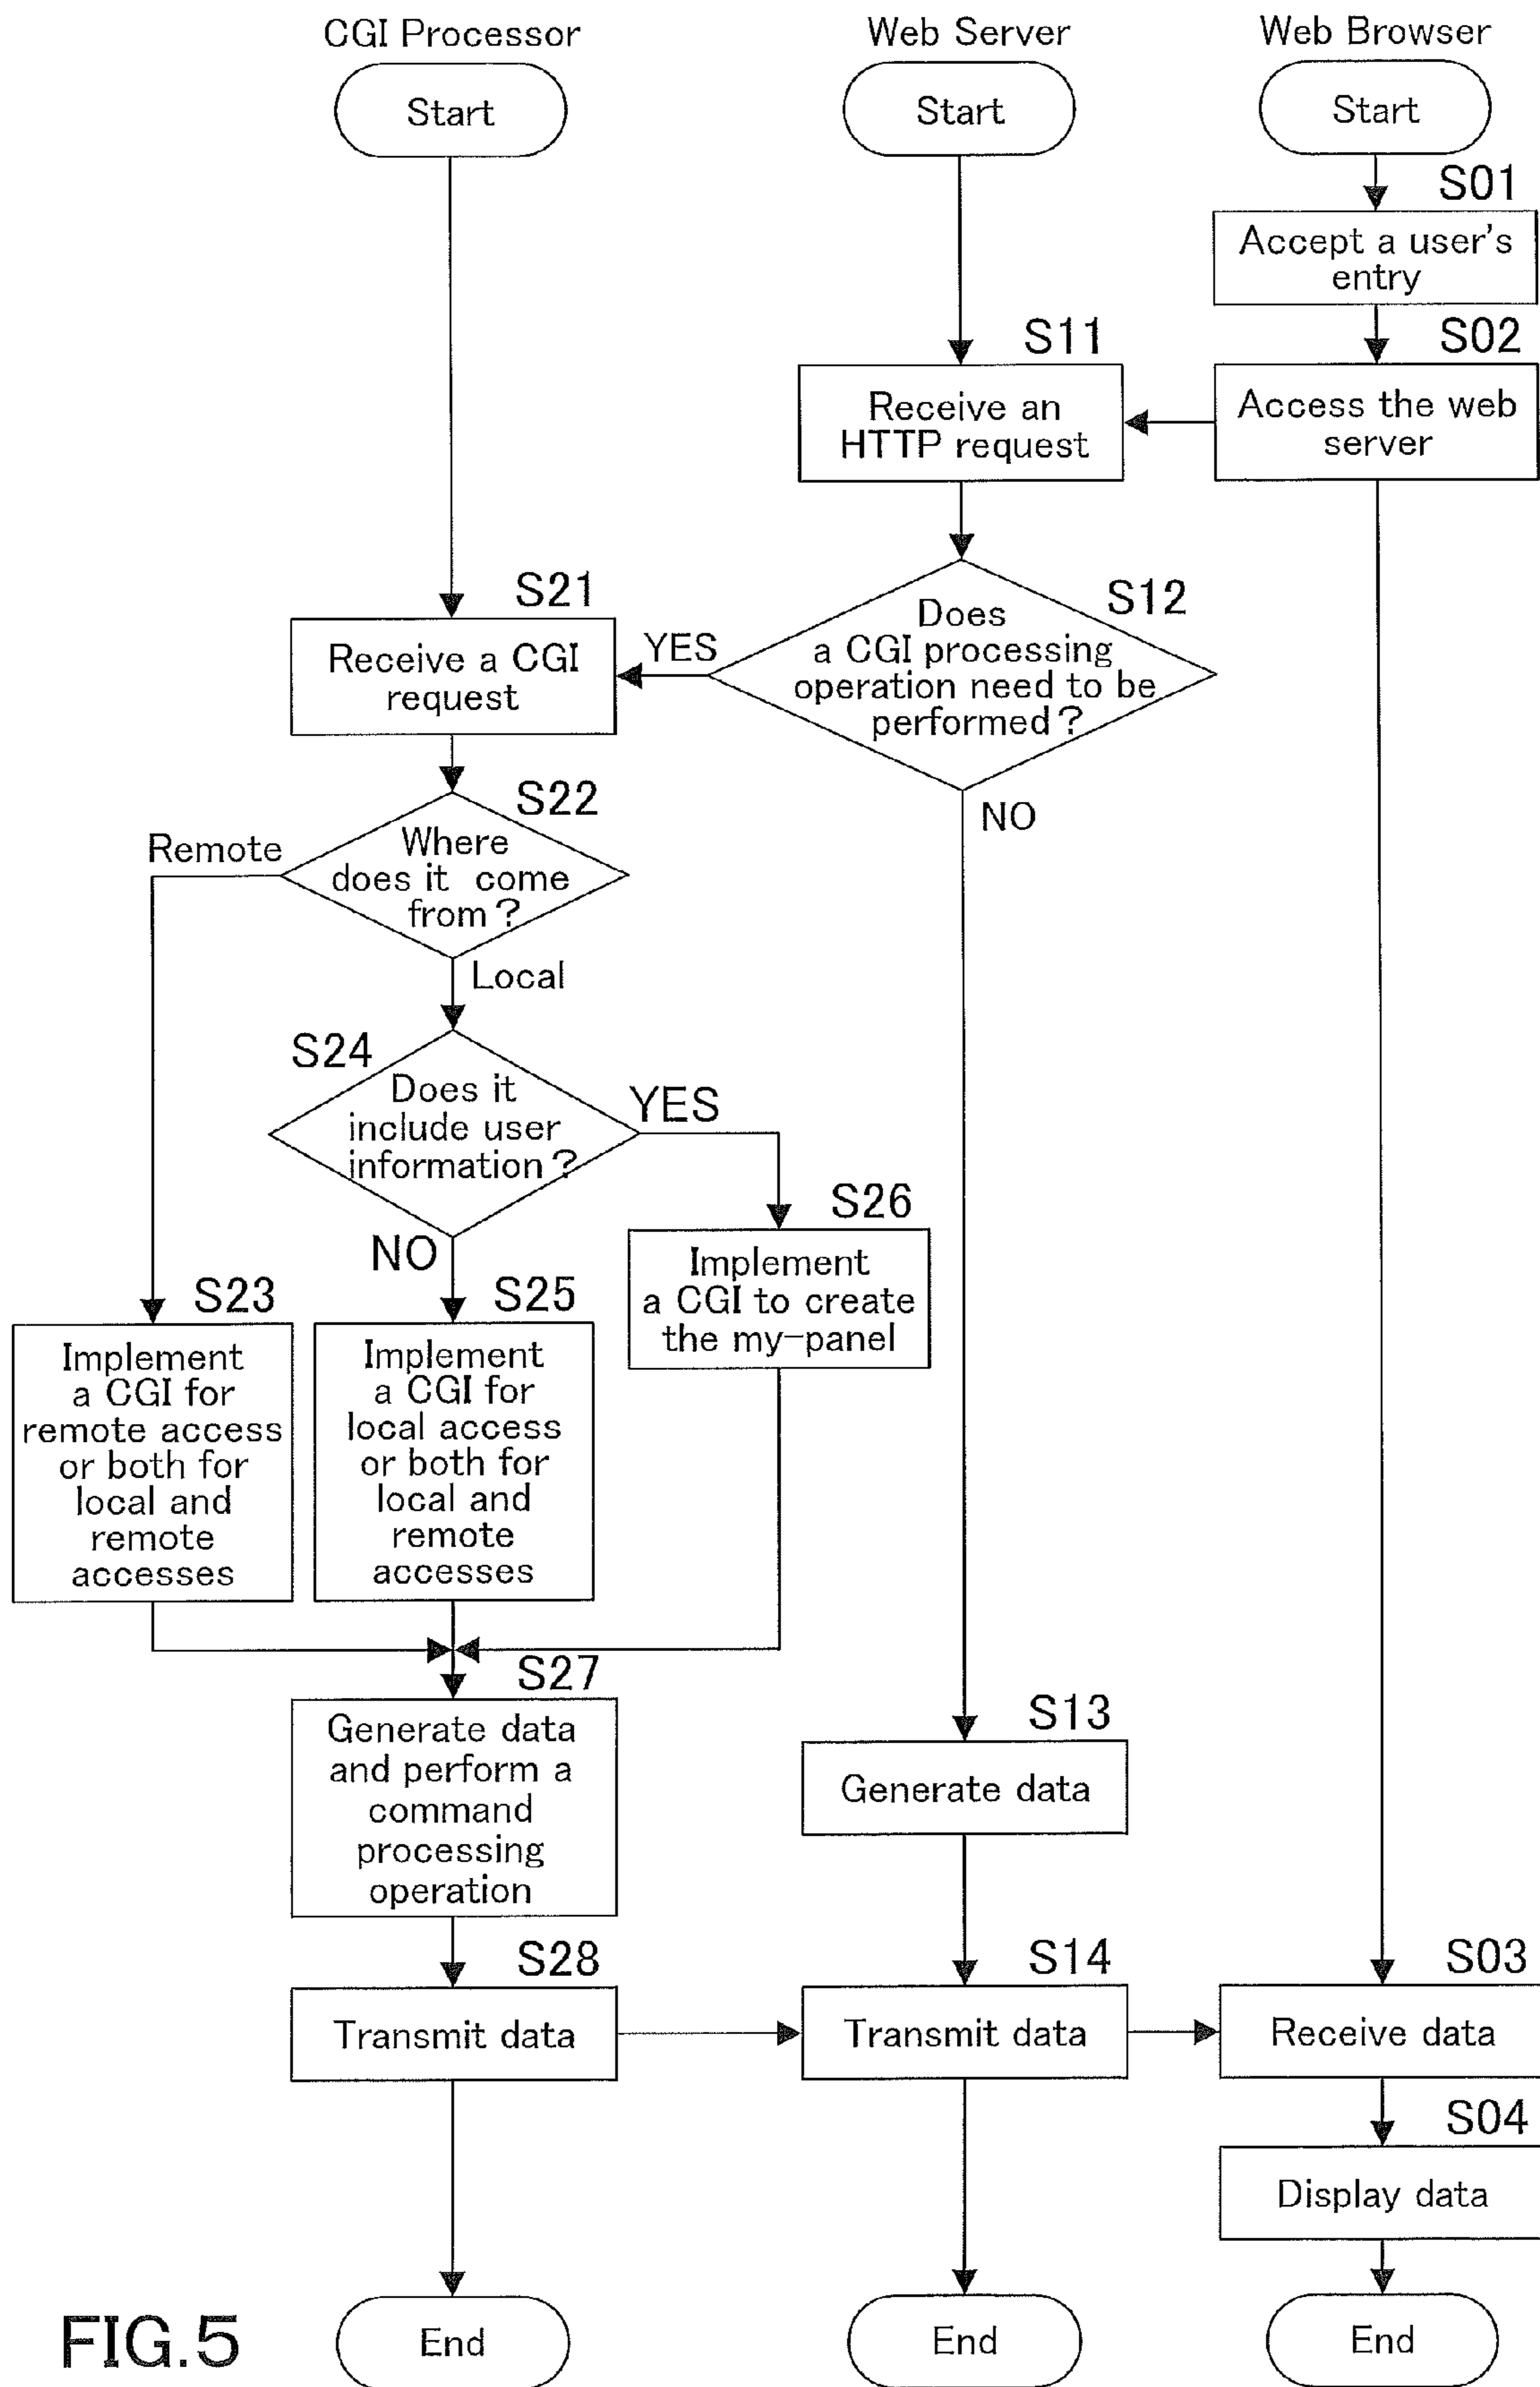 CGI Processor
Web Server
Web Browser
Start
Start
Start
S01
Accept a user's
entry
S02
Access the web
server
S11
Receive an
HTTP request
S12
Does
a CGI processing
operation need to be
performed?
YES
NO
S21
Receive a CGI
request
S22
Where
does it come
from?
Remote
Local
S24
Does it
include user
information?
YES
NO
S26
Implement
a CGI to create
the my-panel
S23
Implement
a CGI for
remote access
or both for
local and
remote
accesses
S25
Implement
a CGI for
local access
or both for
local and
remote
accesses
S27
Generate data
and perform a
command
processing
operation
S13
Generate data
S28
Transmit data
S14
Transmit data
S03
Receive data
S04
Display data
End
End
End
FIG.5